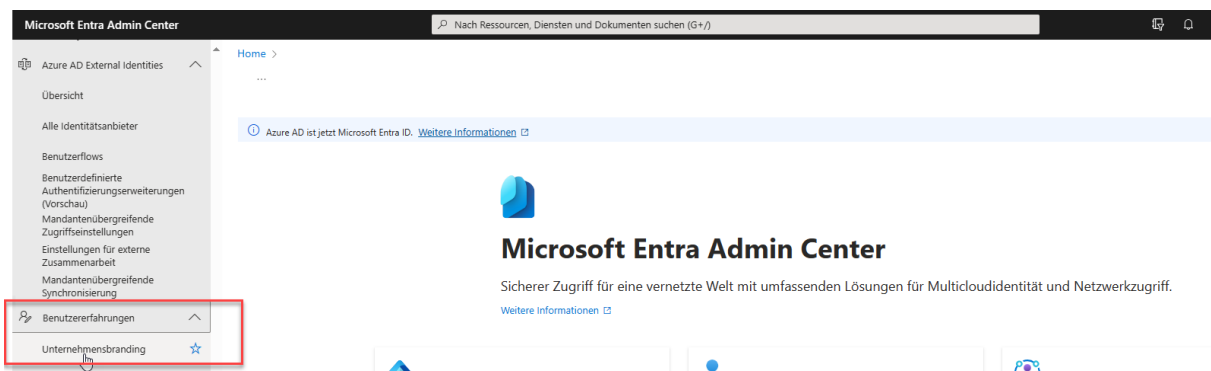 Microsoft Entra Admin Center
Nach Ressourcen, Diensten und Dokumenten suchen (G+/)
Azure AD External Identities
Übersicht
Alle Identitätsanbieter
Benutzerflows
Benutzerdefinierte
Authentifizierungserweiterungen
(Vorschau)
Mandantenübergreifende
Zugriffseinstellungen
Einstellungen für externe
Zusammenarbeit
Mandantenübergreifende
Synchronisierung
Benutzererfahrungen
Unternehmensbranding
Home >
...
Azure AD ist jetzt Microsoft Entra ID. Weitere Informationen
Microsoft Entra Admin Center
Sicherer Zugriff für eine vernetzte Welt mit umfassenden Lösungen für Multicloudidentität und Netzwerkzugriff.
Weitere Informationen